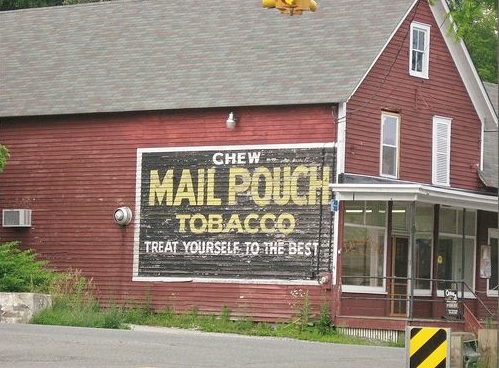 CHEW
MAIL POUCH
TOBACCO
TREAT YOURSELF TO THE BEST